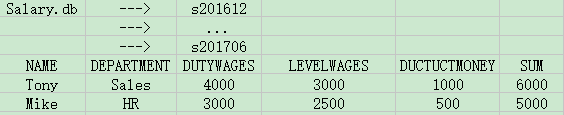 Salary.db ---> s201612
---> ...
---> s201706
NAME DEPARTMENT DUTYWAGES LEVELWAGES DUCTUCTMONEY SUM
Tony Sales 4000 3000 1000 6000
Mike HR 3000 2500 500 5000